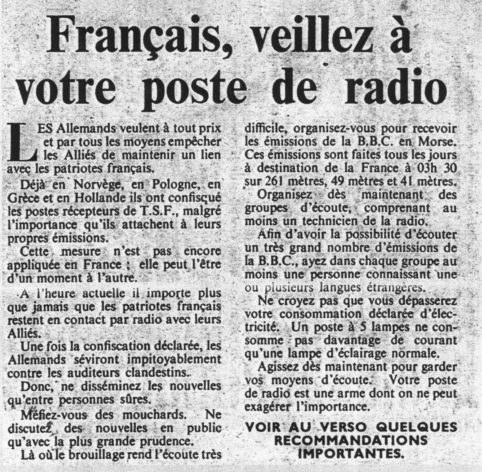 Français, veillez à
votre poste de radio
LES Allemands veulent à tout prix
et par tous les moyens empêcher
les Alliés de maintenir un lien
avec les patriotes français.
Déjà en Norvège, en Pologne, en
Grèce et en Hollande ils ont confisqué
les postes récepteurs de T.S.F., malgré
l'importance qu'ils attachent à leurs
propres émissions.
Cette mesure n'est pas encore
appliquée en France ; elle peut l'être
d'un moment à l'autre.
A l'heure actuelle il importe plus
que jamais que les patriotes français
restent en contact par radio avec leurs
Alliés.
Une fois la confiscation déclarée, les
Allemands séviront impitoyablement
contre les auditeurs clandestins.
Donc, ne disséminez les nouvelles
qu'entre personnes sûres.
Méfiez-vous des mouchards. Ne
discutez des nouvelles en public
qu'avec la plus grande prudence.
Là où le brouillage rend l'écoute très
difficile, organisez-vous pour recevoir
les émissions de la B.B.C. en Morse.
Ces émissions sont faites tous les jours
à destination de la France à 03h 30
sur 261 mètres, 49 mètres et 41 mètres.
Organisez dès maintenant des
groupes d'écoute, comprenant au
moins un technicien de la radio.
Afin d'avoir la possibilité d'écouter
un très grand nombre d'émissions de
la B.B.C., ayez dans chaque groupe au
moins une personne connaissant une
ou plusieurs langues étrangères.
Ne croyez pas que vous dépasserez
votre consommation déclarée d'élec-
tricité. Un poste à 5 lampes ne con-
somme pas davantage de courant
qu'une lampe d'éclairage normale.
Agissez dès maintenant pour garder
vos moyens d'écoute. Votre poste
de radio est une arme dont on ne peut
exagérer l'importance.
VOIR AU VERSO QUELQUES
RECOMMANDATIONS
IMPORTANTES.